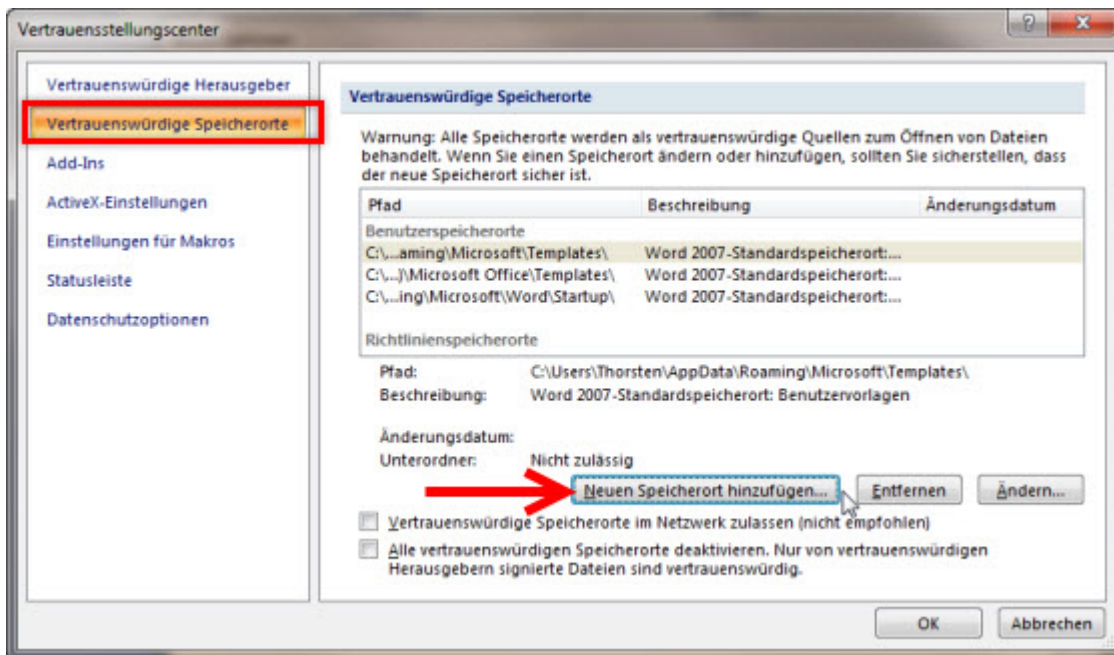 Vertrauensstellungscenter
Vertrauenswürdige Herausgeber
Vertrauenswürdige Speicherorte
Add-Ins
ActiveX-Einstellungen
Einstellungen für Makros
Statusleiste
Datenschutzoptionen
Vertrauenswürdige Speicherorte
Warnung: Alle Speicherorte werden als vertrauenswürdige Quellen zum Öffnen von Dateien
behandelt. Wenn Sie einen Speicherort ändern oder hinzufügen, sollten Sie sicherstellen, dass
der neue Speicherort sicher ist.
Pfad Beschreibung Änderungsdatum
Benutzerspeicherorte
C:\...aming\Microsoft\Templates\ Word 2007-Standardspeicherort:...
C:\...)\Microsoft Office\Templates\ Word 2007-Standardspeicherort:...
C:\...ing\Microsoft\Word\Startup\ Word 2007-Standardspeicherort:...
Richtlinienspeicherorte
Pfad: C:\Users\Thorsten\AppData\Roaming\Microsoft\Templates\
Beschreibung: Word 2007-Standardspeicherort: Benutzervorlagen
Änderungsdatum:
Unterordner: Nicht zulässig
Neuen Speicherort hinzufügen... Entfernen Ändern...
Vertrauenswürdige Speicherorte im Netzwerk zulassen (nicht empfohlen)
Alle vertrauenswürdigen Speicherorte deaktivieren. Nur von vertrauenswürdigen
Herausgebern signierte Dateien sind vertrauenswürdig.
OK Abbrechen